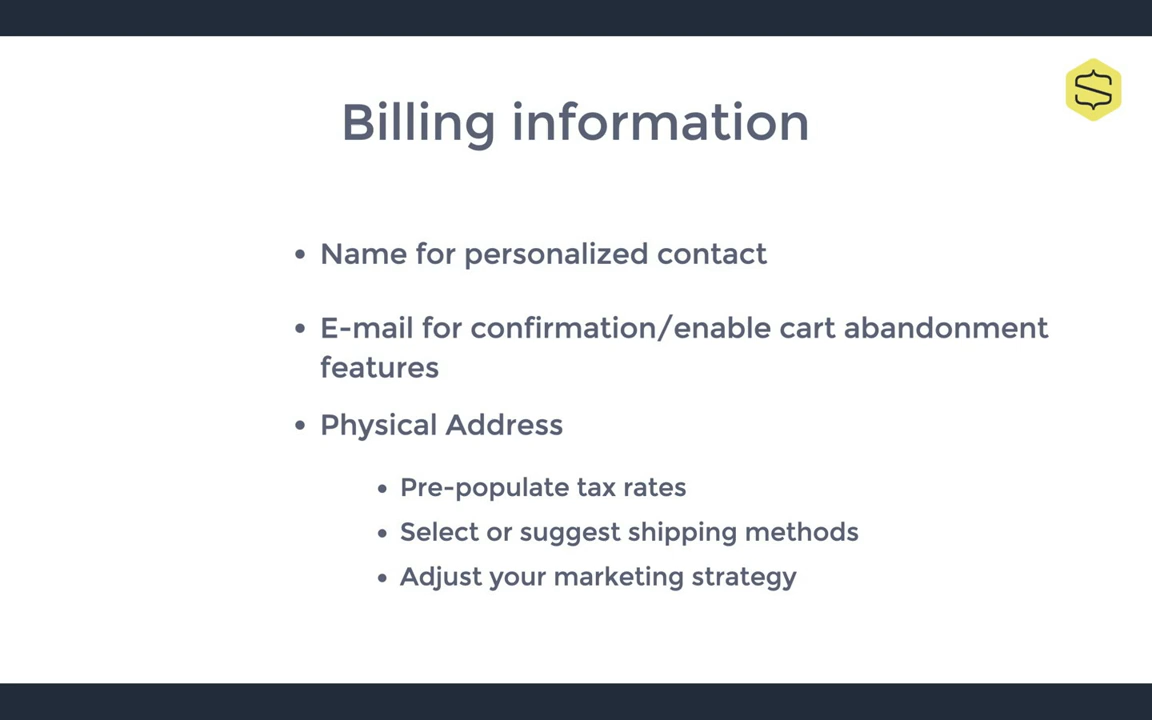 Billing information
• Name for personalized contact
• E-mail for confirmation/enable cart abandonment
features
• Physical Address
• Pre-populate tax rates
• Select or suggest shipping methods
• Adjust your marketing strategy